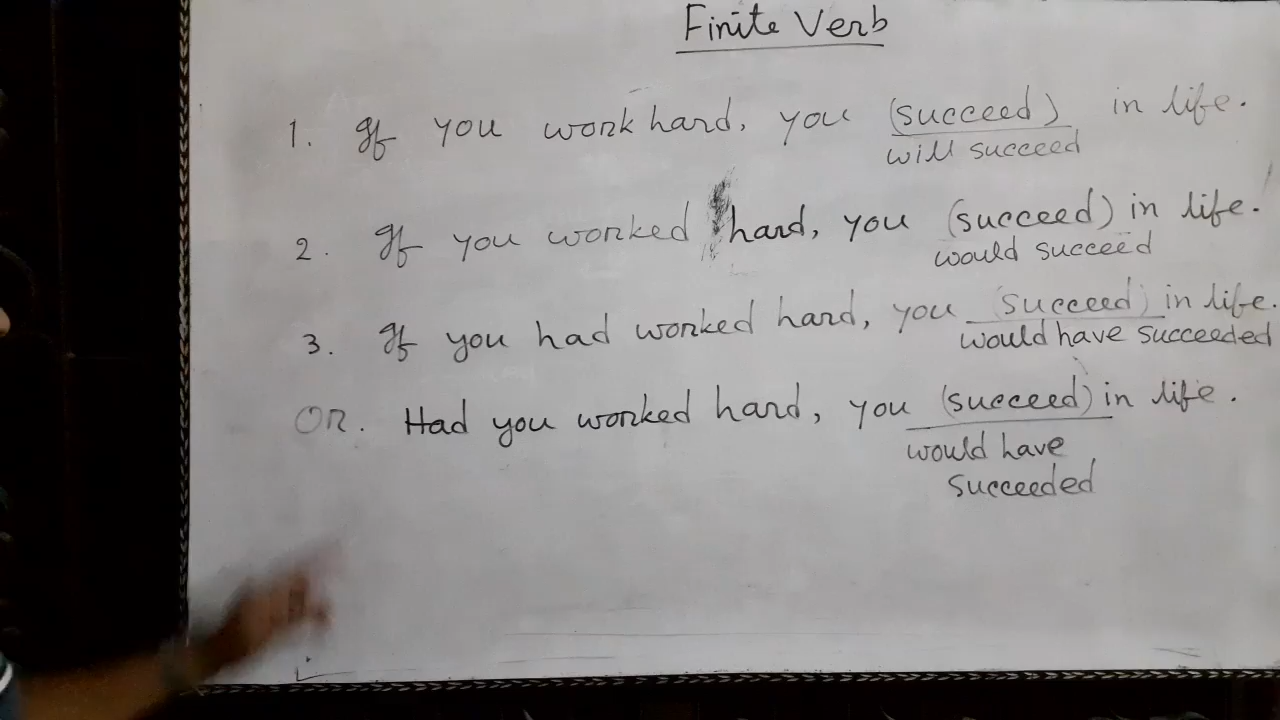 Finite Verb
1. If you work hard, you (succeed) in life.
will succeed
2. If you worked hard, you (succeed) in life.
would succeed
3. If you had worked hard, you (succeed) in life.
would have succeeded
OR. Had you worked hard, you (succeed) in life.
would have
succeeded